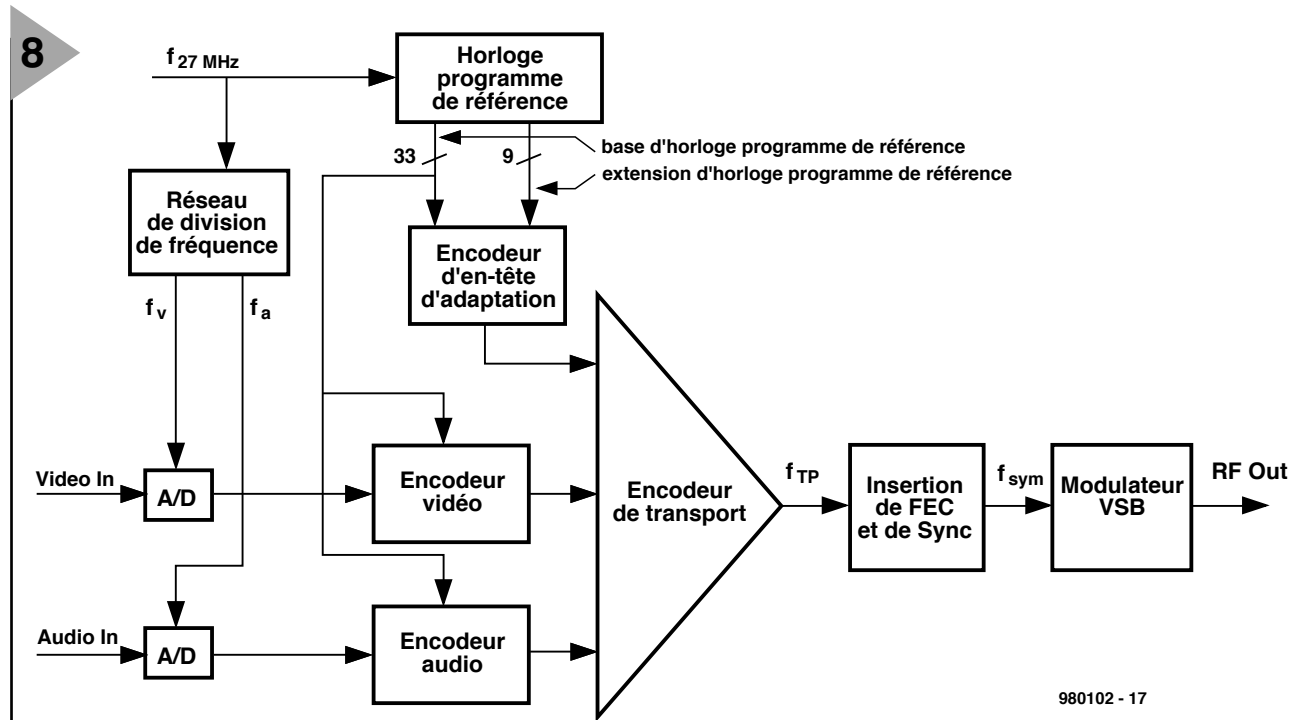 8
f 27 MHz
Horloge
programme
de référence
33
9
base d'horloge programme de référence
extension d'horloge programme de référence
Réseau
de division
de fréquence
Encodeur
d'en-tête
d'adaptation
f v
f a
Video In
A/D
Encodeur
vidéo
Encodeur
de transport
f TP
Insertion
de FEC
et de Sync
f sym
Modulateur
VSB
RF Out
Audio In
A/D
Encodeur
audio
980102 - 17